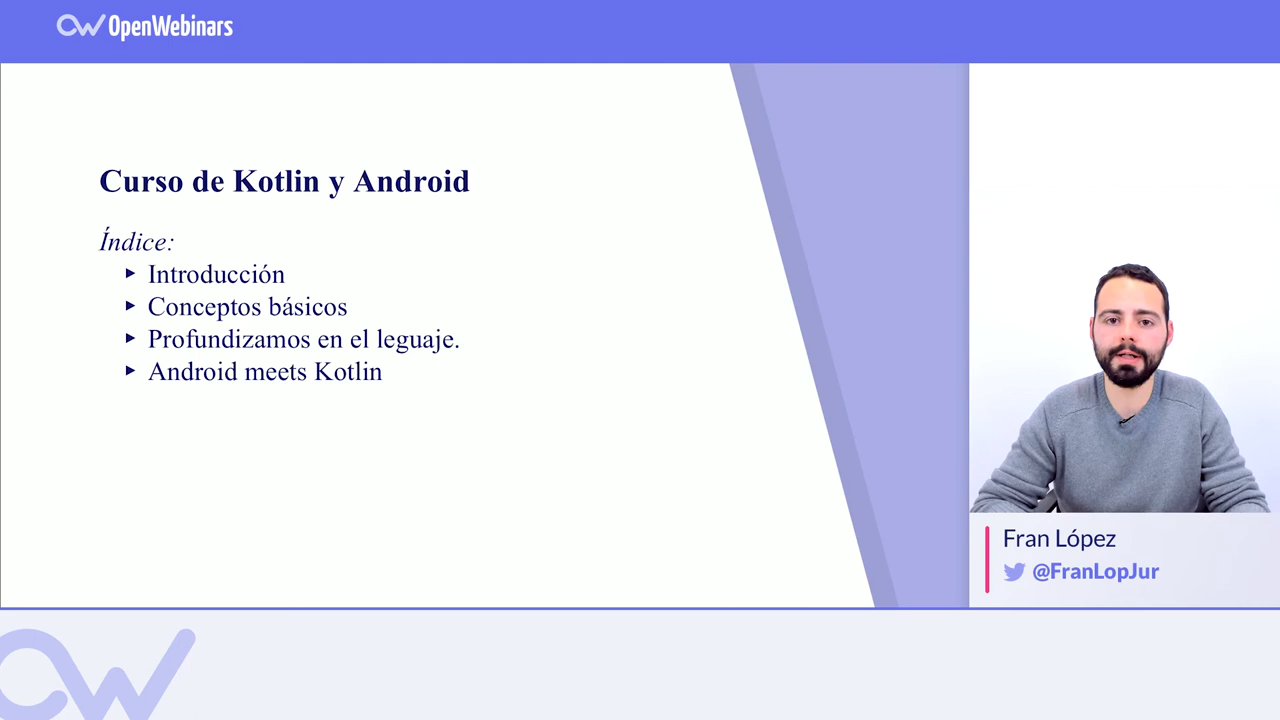 OpenWebinars
Curso de Kotlin y Android
Índice:
Introducción
Conceptos básicos
Profundizamos en el leguaje.
Android meets Kotlin
Fran López
@FranLopJur